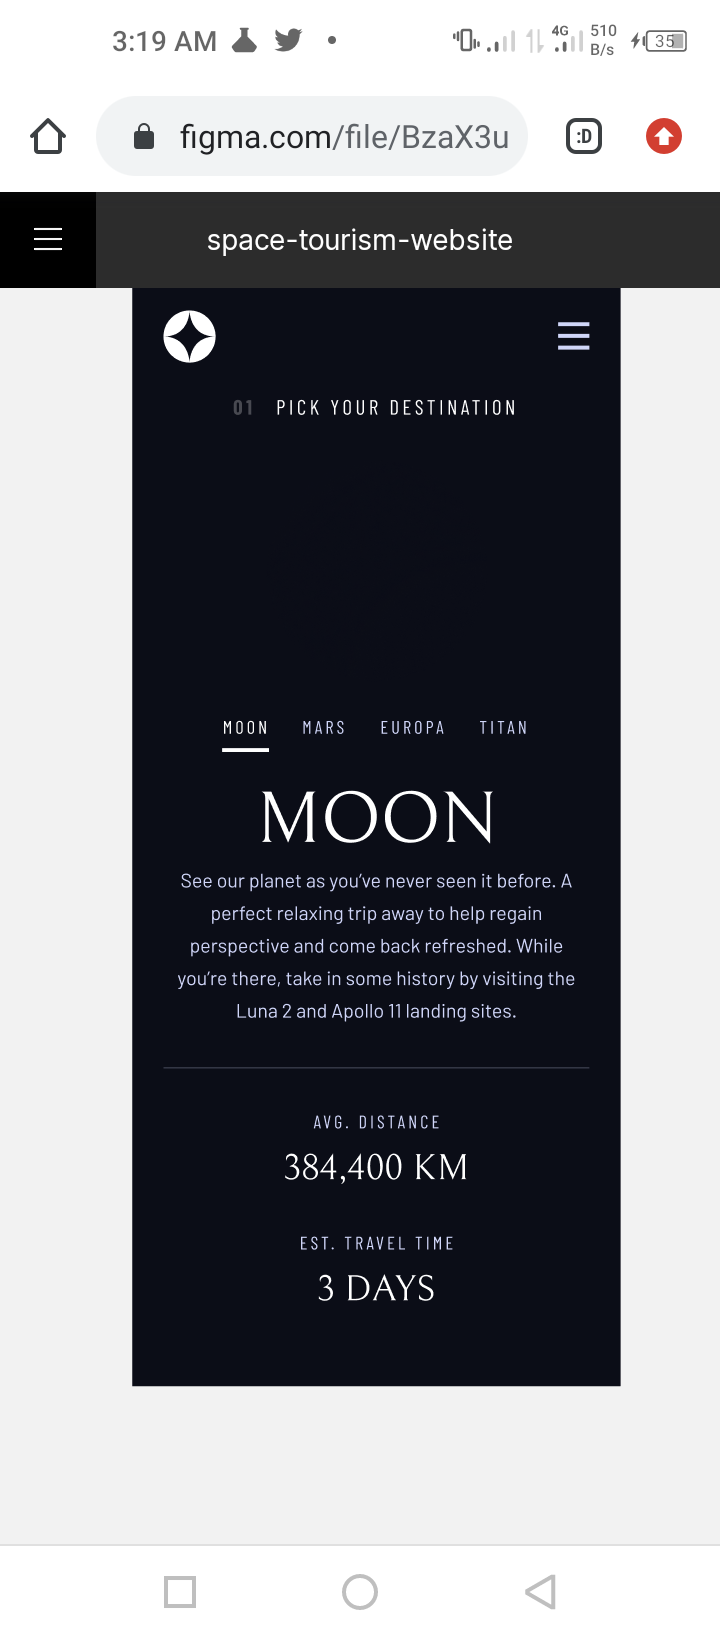 3:19 AM
4G
510
B/s
35
figma.com/file/BzaX3u
:D
space-tourism-website
01 PICK YOUR DESTINATION
MOON MARS EUROPA TITAN
MOON
See our planet as you’ve never seen it before. A
perfect relaxing trip away to help regain
perspective and come back refreshed. While
you’re there, take in some history by visiting the
Luna 2 and Apollo 11 landing sites.
AVG. DISTANCE
384,400 KM
EST. TRAVEL TIME
3 DAYS